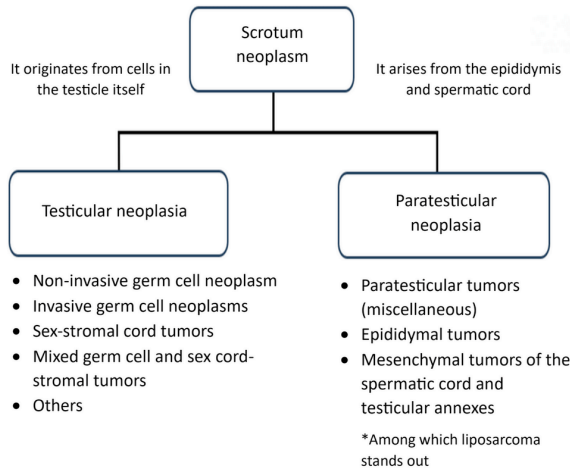 Scrotum
neoplasm
It originates from cells in
the testicle itself
It arises from the epididymis
and spermatic cord
Testicular neoplasia
Paratesticular
neoplasia
• Non-invasive germ cell neoplasm
• Invasive germ cell neoplasms
• Sex-stromal cord tumors
• Mixed germ cell and sex cord-
stromal tumors
• Others
• Paratesticular tumors
(miscellaneous)
• Epididymal tumors
• Mesenchymal tumors of the
spermatic cord and
testicular annexes
*Among which liposarcoma
stands out